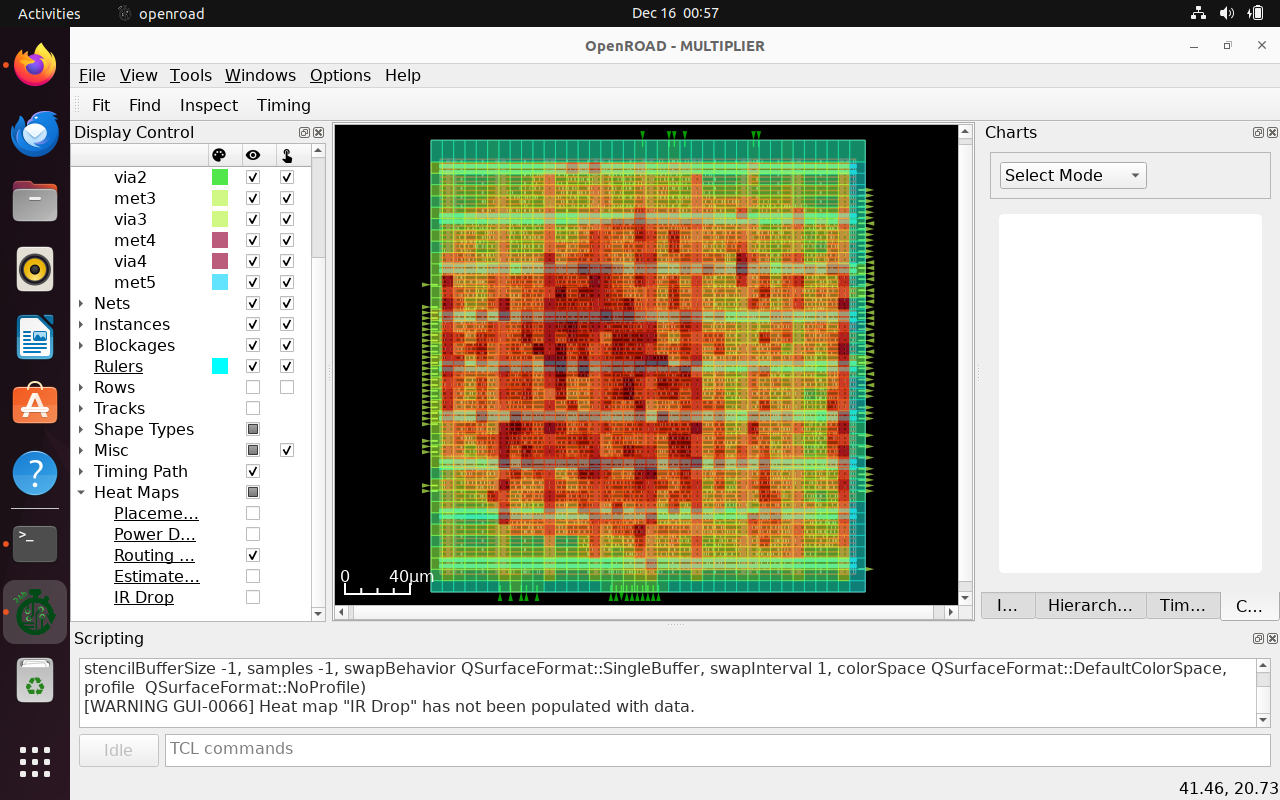 Activities openroad Dec 16 00:57
OpenROAD - MULTIPLIER
File View Tools Windows Options Help
Fit Find Inspect Timing
Display Control
via2
met3
via3
met4
via4
met5
Nets
Instances
Blockages
Rulers
Rows
Tracks
Shape Types
Misc
Timing Path
Heat Maps
Placeme...
Power D...
Routing ...
Estimate...
IR Drop
0 40μm
Charts
Select Mode
I... Hierarch... Tim... C...
Scripting
stencilBufferSize -1, samples -1, swapBehavior QSurfaceFormat::SingleBuffer, swapInterval 1, colorSpace QSurfaceFormat::DefaultColorSpace,
profile QSurfaceFormat::NoProfile)
[WARNING GUI-0066] Heat map "IR Drop" has not been populated with data.
Idle TCL commands
41.46, 20.73